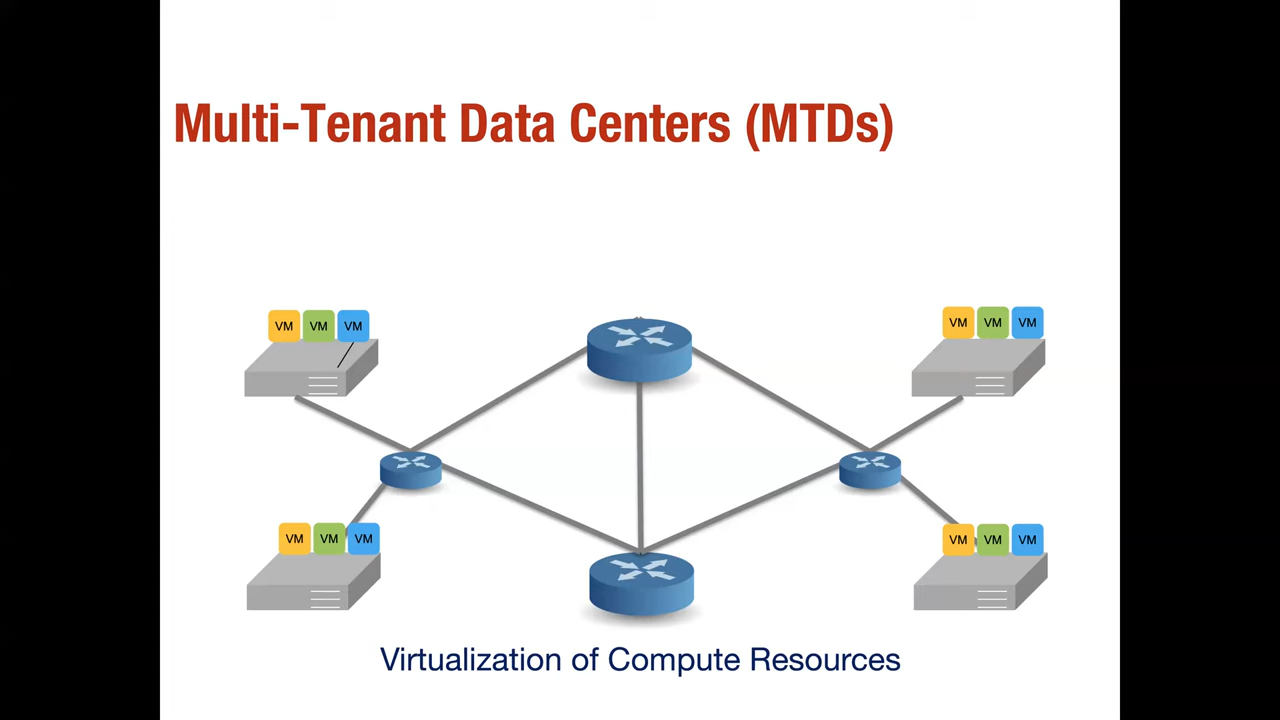 Multi-Tenant Data Centers (MTDs)
VM VM VM
VM VM VM
VM VM VM
VM VM VM
Virtualization of Compute Resources